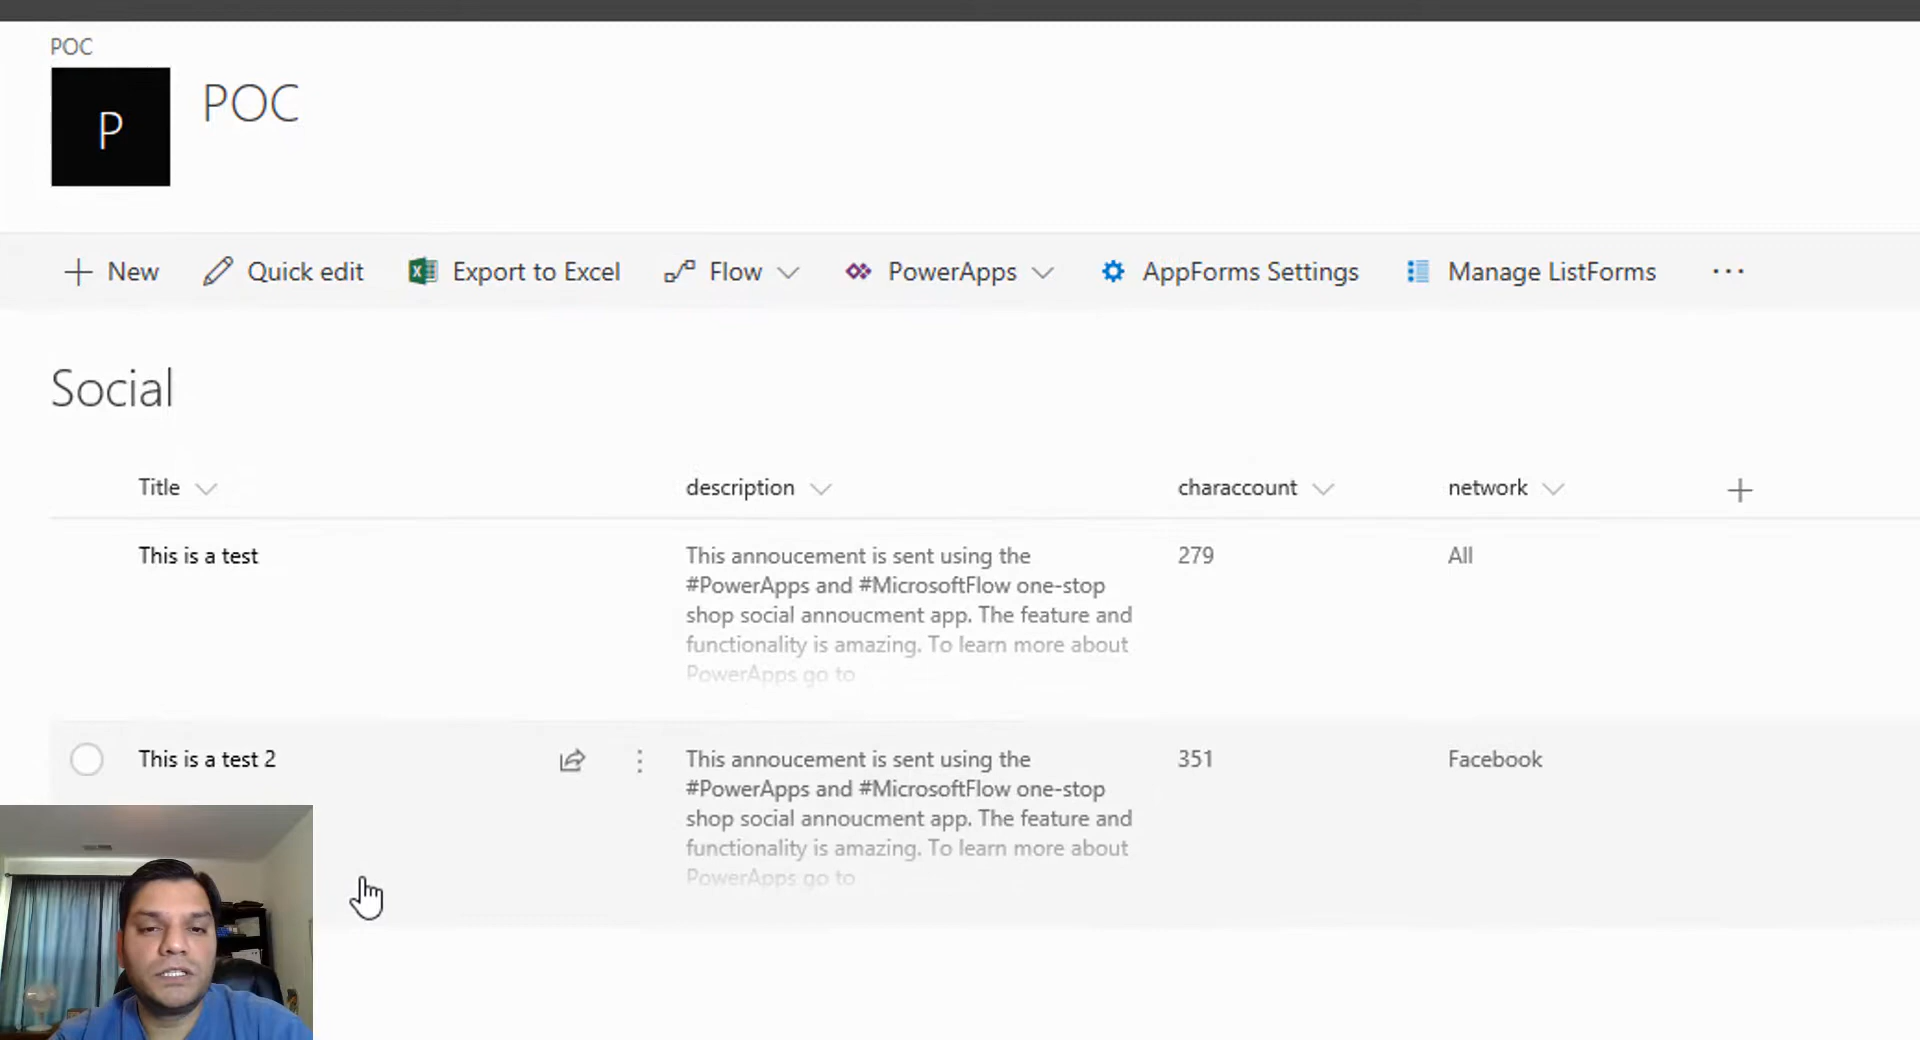 POC
P
POC
New Quick edit Export to Excel Flow PowerApps AppForms Settings Manage ListForms ...
Social
Title description characcount network
This is a test
This annoucement is sent using the
#PowerApps and #MicrosoftFlow one-stop
shop social annoucment app. The feature and
functionality is amazing. To learn more about
PowerApps go to
279
All
This is a test 2
This annoucement is sent using the
#PowerApps and #MicrosoftFlow one-stop
shop social annoucment app. The feature and
functionality is amazing. To learn more about
PowerApps go to
351
Facebook